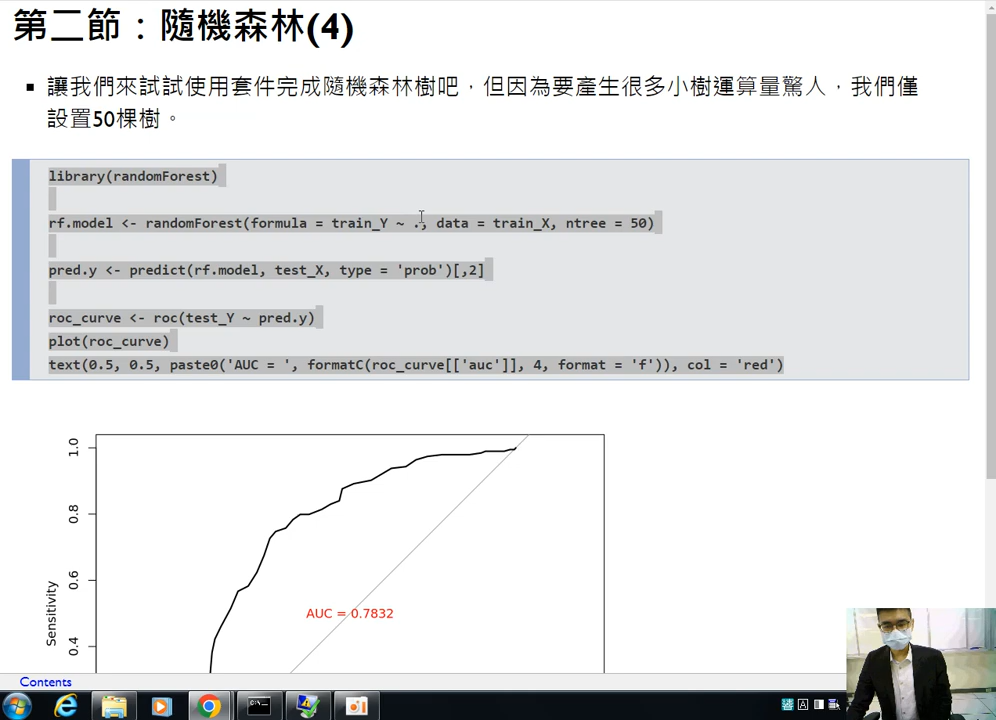 第二節：隨機森林(4)
讓我們來試試使用套件完成隨機森林樹吧，但因為要產生很多小樹運算量驚人，我們僅
設置50棵樹。
library(randomForest)
rf.model <- randomForest(formula = train_Y ~ ., data = train_X, ntree = 50)
pred.y <- predict(rf.model, test_X, type = 'prob')[,2]
roc_curve <- roc(test_Y ~ pred.y)
plot(roc_curve)
text(0.5, 0.5, paste0('AUC = ', formatC(roc_curve[['auc']], 4, format = 'f')), col = 'red')
1.0
0.8
0.6
0.4
Sensitivity
AUC = 0.7832
Contents